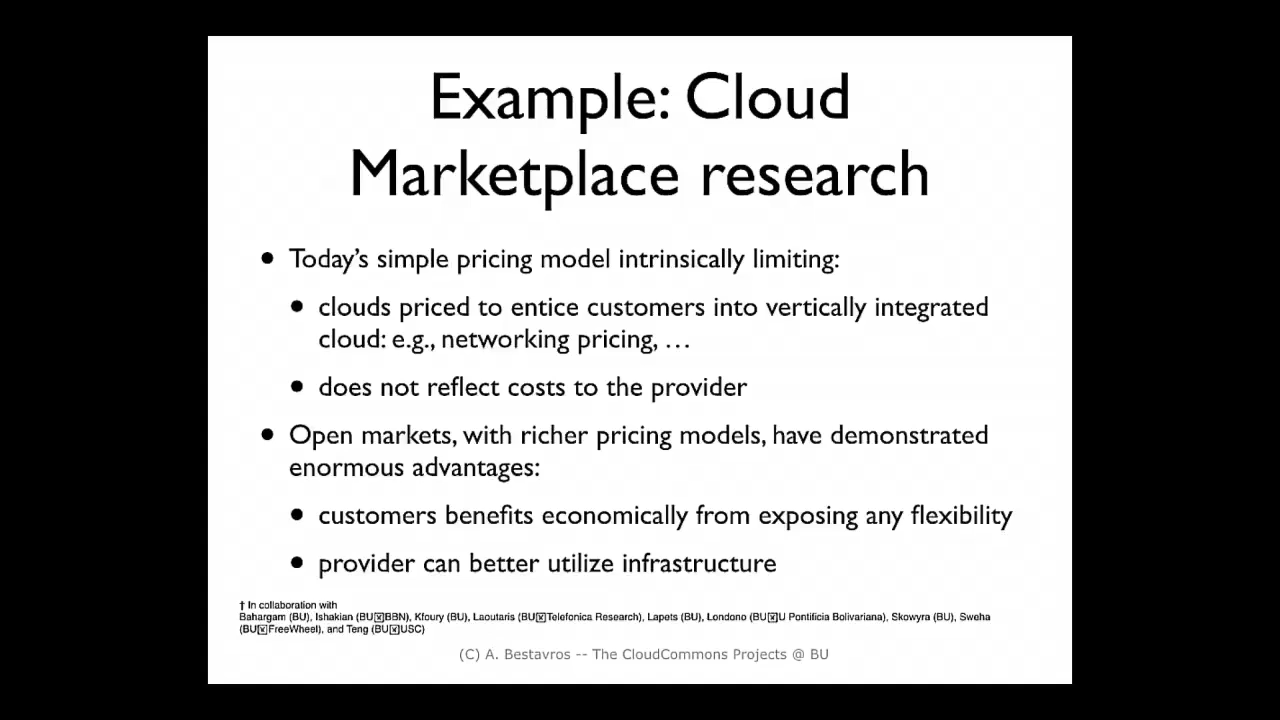 Example: Cloud
Marketplace research
• Today's simple pricing model intrinsically limiting:
• clouds priced to entice customers into vertically integrated
cloud: e.g., networking pricing, …
• does not reflect costs to the provider
• Open markets, with richer pricing models, have demonstrated
enormous advantages:
• customers benefits economically from exposing any flexibility
• provider can better utilize infrastructure
† In collaboration with
Bahargam (BU), Ishakian (BU☒BBN), Kfoury (BU), Laoutaris (BU☒Telefonica Research), Lapets (BU), Londono (BU☒U Pontificia Bolivariana), Skowyra (BU), Sweha
(BU☒FreeWheel), and Teng (BU☒USC)
(C) A. Bestavros -- The CloudCommons Projects @ BU